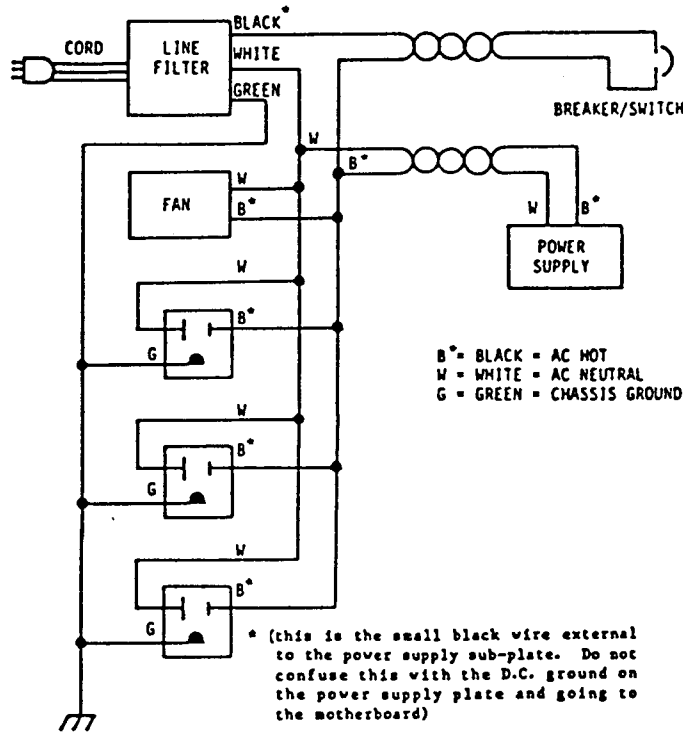 BLACK*
CORD
LINE
FILTER
WHITE
GREEN
BREAKER/SWITCH
W
B*
FAN
W
B*
W
B*
POWER
SUPPLY
W
B*
G
B* = BLACK = AC HOT
W = WHITE = AC NEUTRAL
G = GREEN = CHASSIS GROUND
W
B*
G
W
B*
G
* (this is the small black wire external
to the power supply sub-plate. Do not
confuse this with the D.C. ground on
the power supply plate and going to
the motherboard)